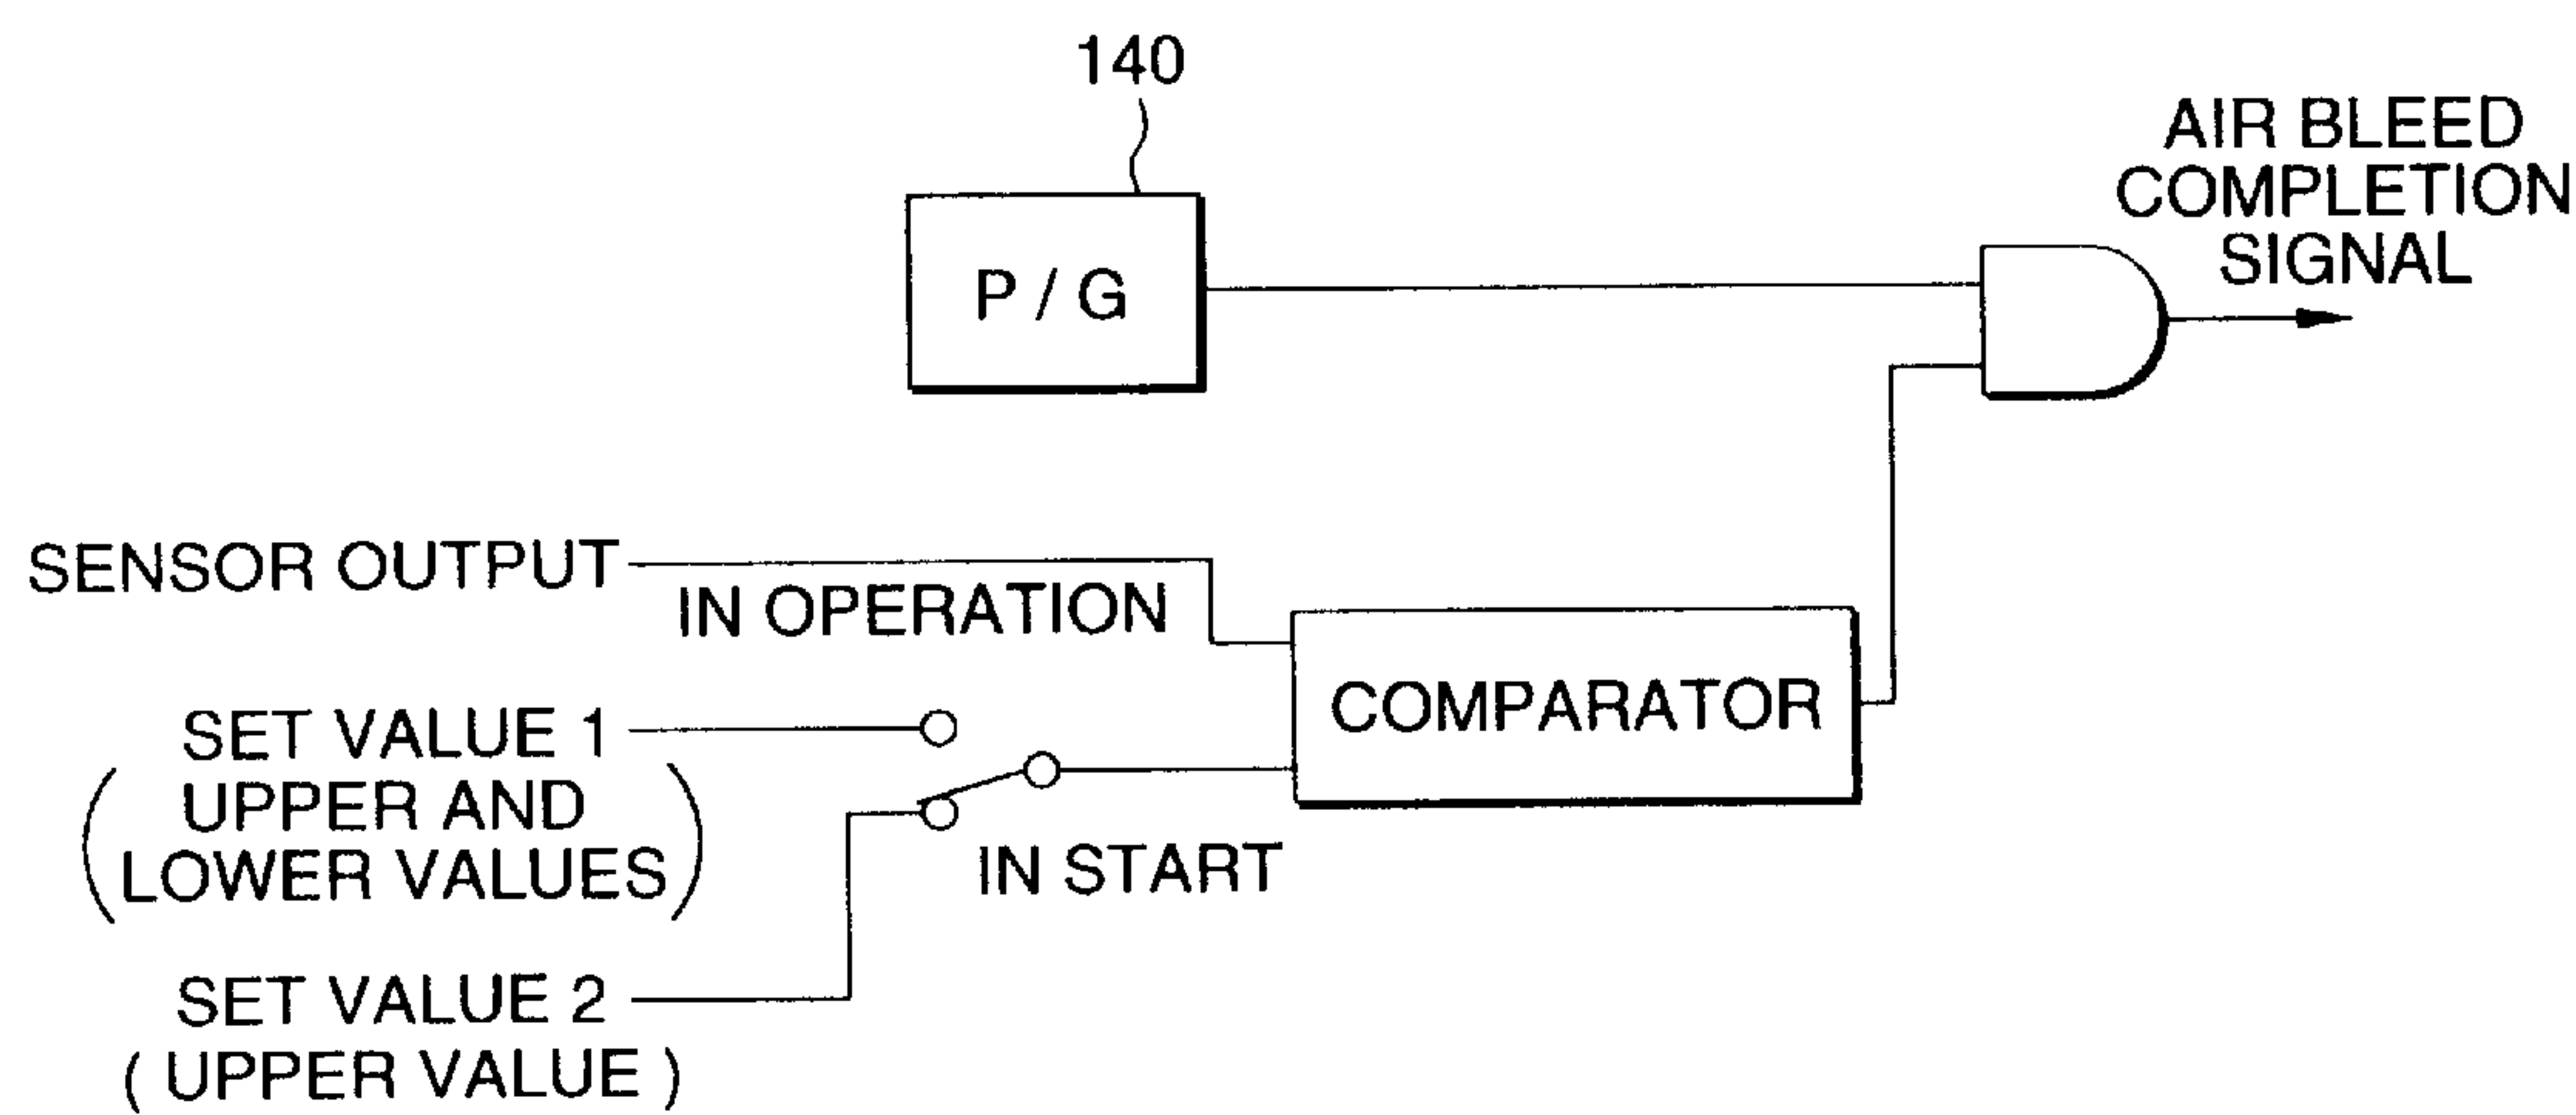 140
AIR BLEED
COMPLETION
SIGNAL
P / G
SENSOR OUTPUT
IN OPERATION
SET VALUE 1
( UPPER AND
LOWER VALUES )
COMPARATOR
IN START
SET VALUE 2
( UPPER VALUE )